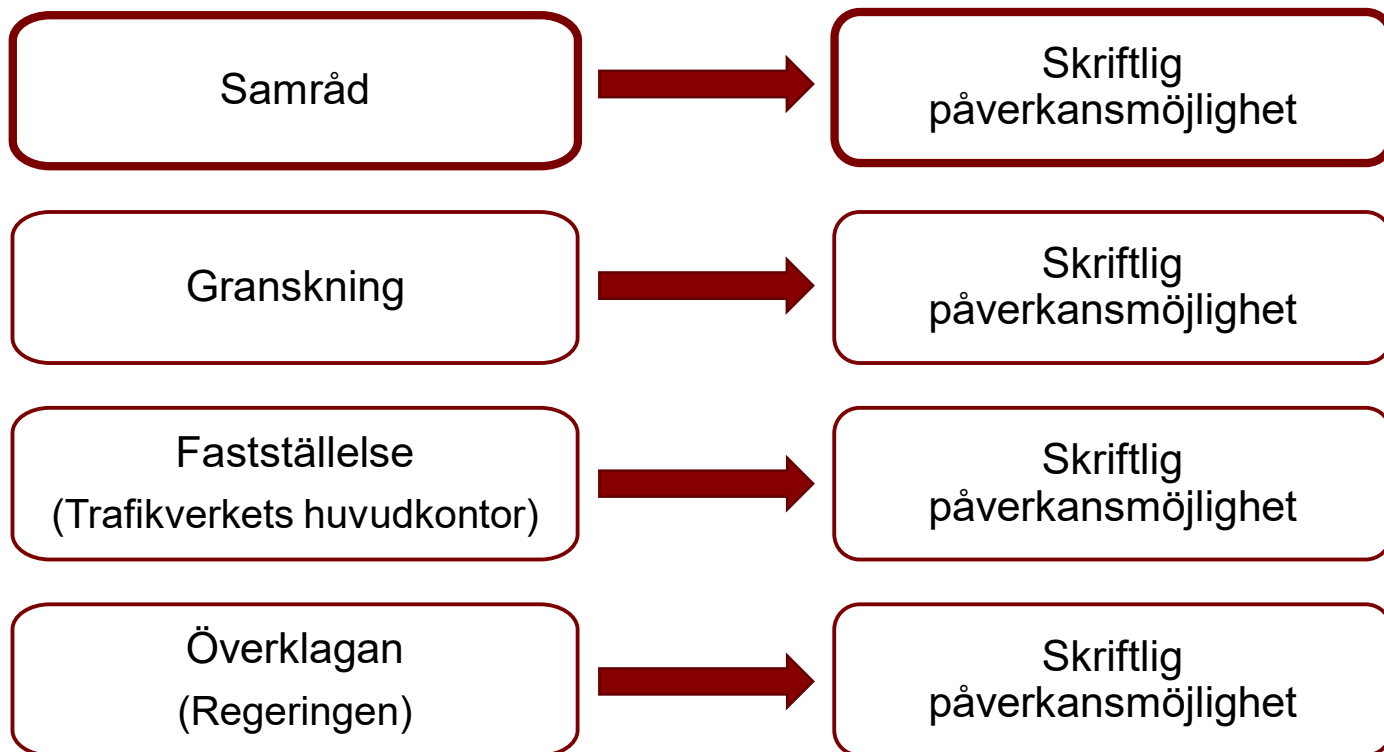 Samråd
Skriftlig
påverkansmöjlighet
Granskning
Skriftlig
påverkansmöjlighet
Fastställelse
(Trafikverkets huvudkontor)
Skriftlig
påverkansmöjlighet
Överklagan
(Regeringen)
Skriftlig
påverkansmöjlighet